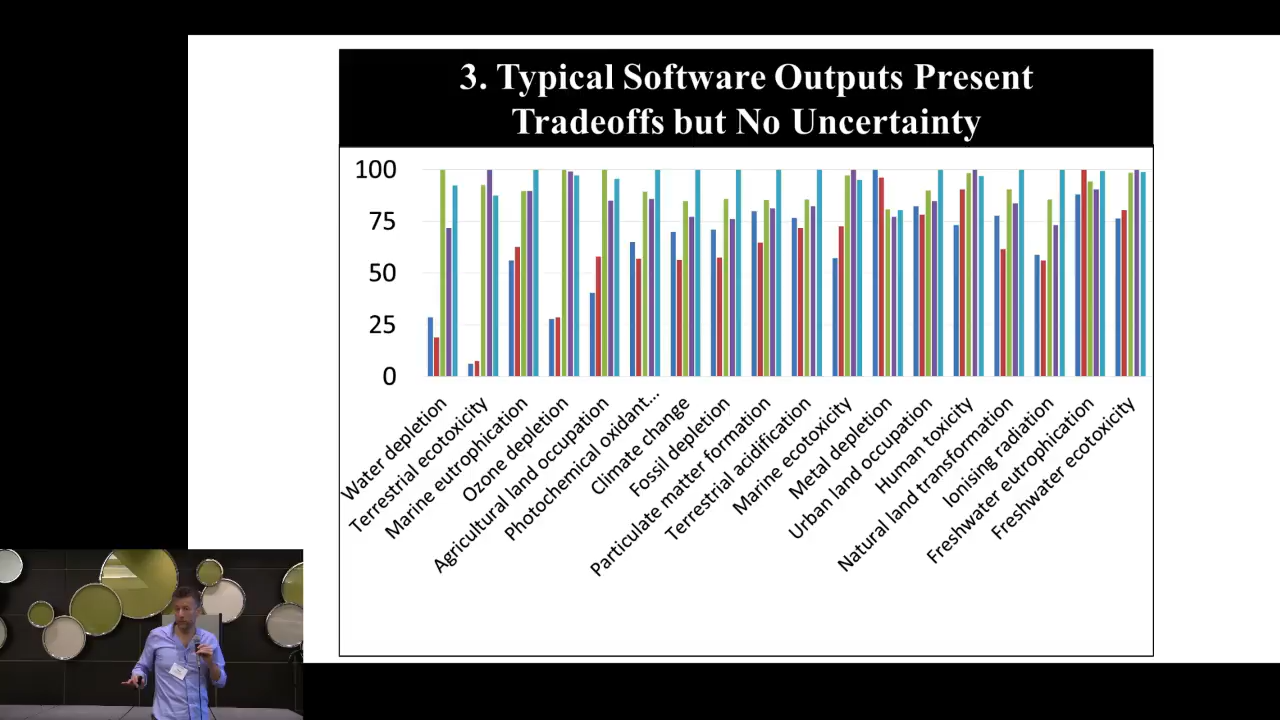 3. Typical Software Outputs Present
Tradeoffs but No Uncertainty
100
75
50
25
0
Water depletion
Terrestrial ecotoxicity
Marine eutrophication
Ozone depletion
Agricultural land occupation
Photochemical oxidant...
Climate change
Fossil depletion
Particulate matter formation
Terrestrial acidification
Marine ecotoxicity
Metal depletion
Urban land occupation
Human toxicity
Natural land transformation
Ionising radiation
Freshwater eutrophication
Freshwater ecotoxicity